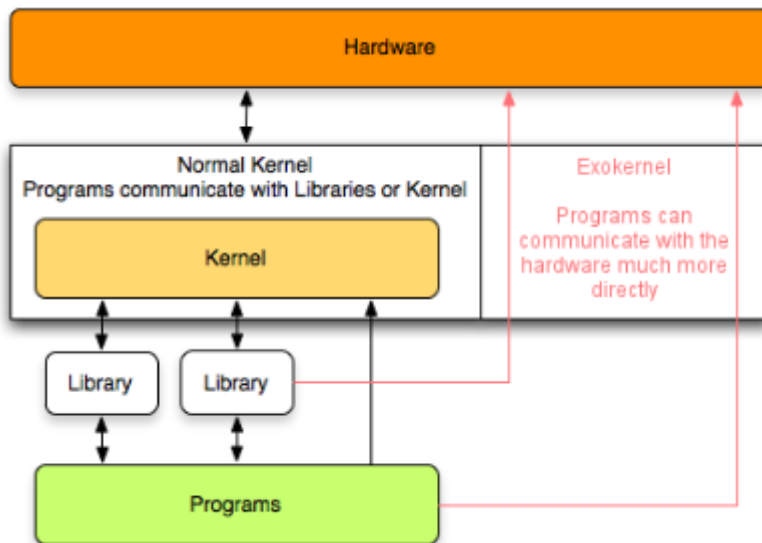 Hardware
Normal Kernel
Programs communicate with Libraries or Kernel
Kernel
Exokernel
Programs can
communicate with the
hardware much more
directly
Library
Library
Programs